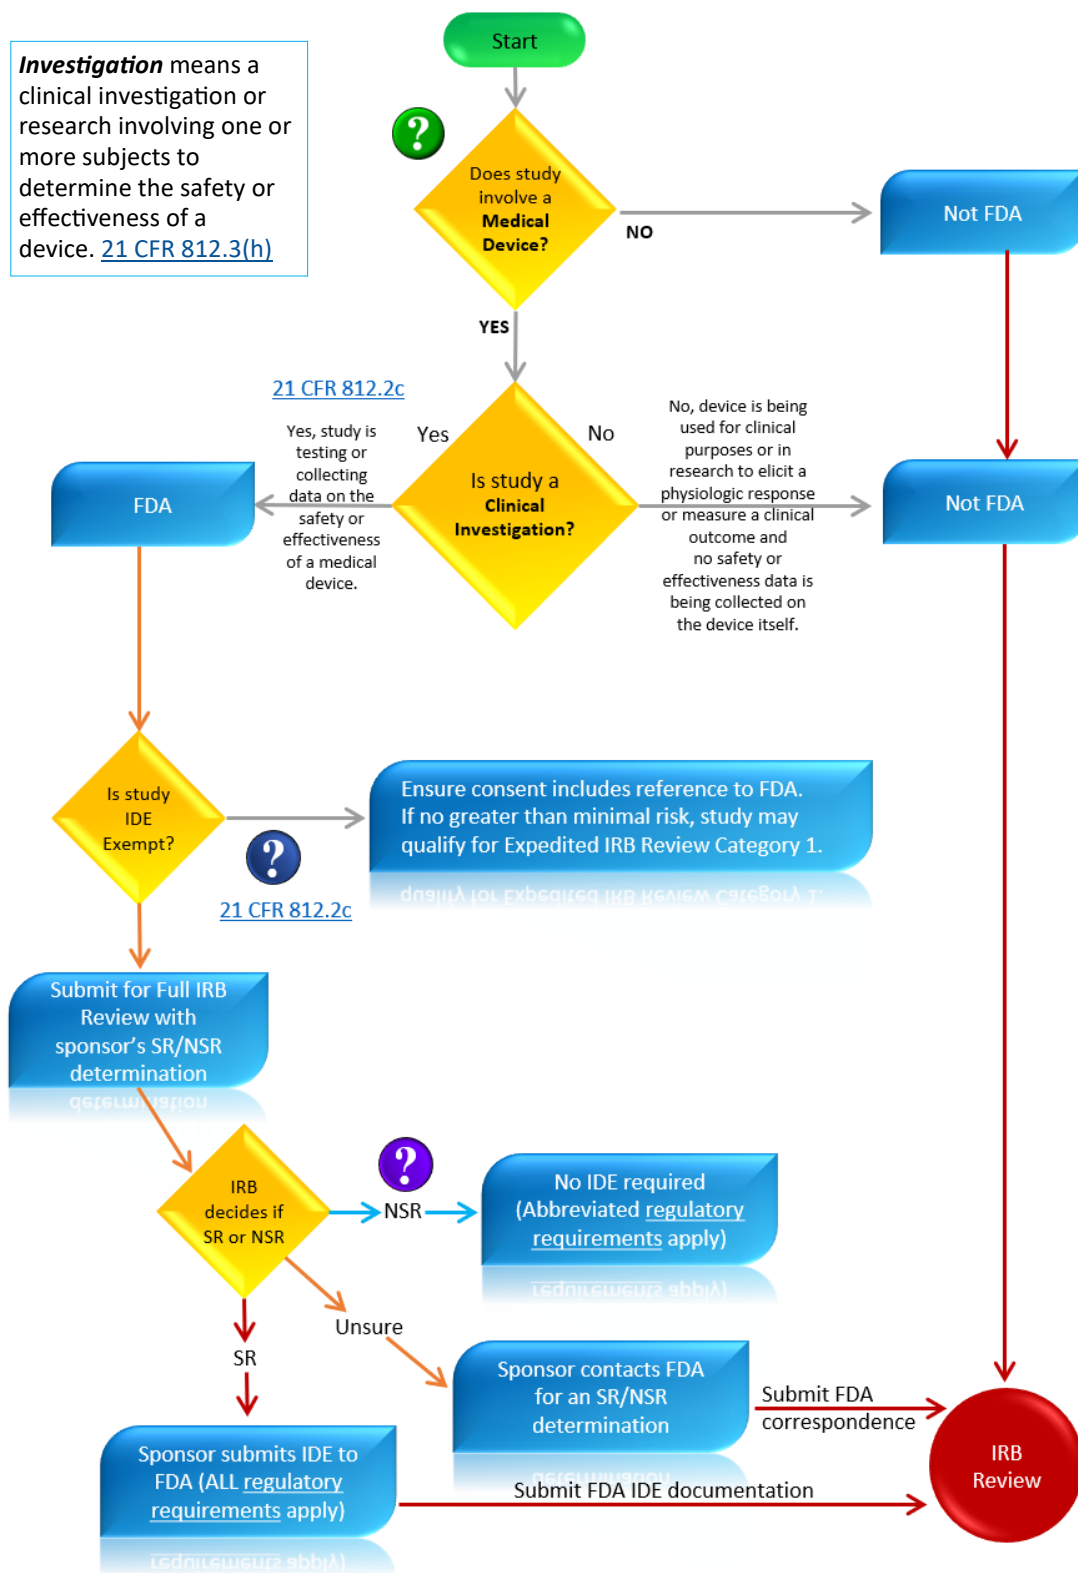 Start
Investigation means a
clinical investigation or
research involving one or
more subjects to
determine the safety or
effectiveness of a
device. 21 CFR 812.3(h)
?
Does study
involve a
Medical
Device?
NO
Not FDA
YES
21 CFR 812.2c
Yes, study is
testing or
collecting
data on the
safety or
effectiveness
of a medical
device.
Yes
No
Is study a
Clinical
Investigation?
No, device is being
used for clinical
purposes or in
research to elicit a
physiologic response
or measure a clinical
outcome and
no safety or
effectiveness data is
being collected on
the device itself.
FDA
Not FDA
Is study
IDE
Exempt?
?
21 CFR 812.2c
Ensure consent includes reference to FDA.
If no greater than minimal risk, study may
qualify for Expedited IRB Review Category 1.
Submit for Full IRB
Review with
sponsor's SR/NSR
determination
IRB
decides if
SR or NSR
?
NSR
No IDE required
(Abbreviated regulatory
requirements apply)
Unsure
SR
Sponsor contacts FDA
for an SR/NSR
determination
Submit FDA
correspondence
Sponsor submits IDE to
FDA (ALL regulatory
requirements apply)
Submit FDA IDE documentation
IRB
Review